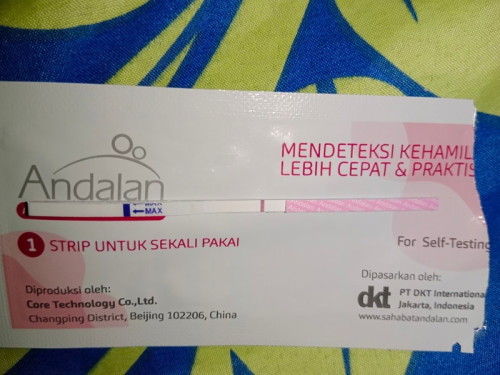 MENDETEKSI KEHAMIL
LEBIH CEPAT & PRAKTIS
Andalan
←MAX
1 STRIP UNTUK SEKALI PAKAI
For Self-Testing
Diproduksi oleh:
Core Technology Co.,Ltd.
Changping District, Beijing 102206, China
Dipasarkan oleh:
dkt PT DKT Internationa
Jakarta, Indonesia
www.sahabatandalan.com